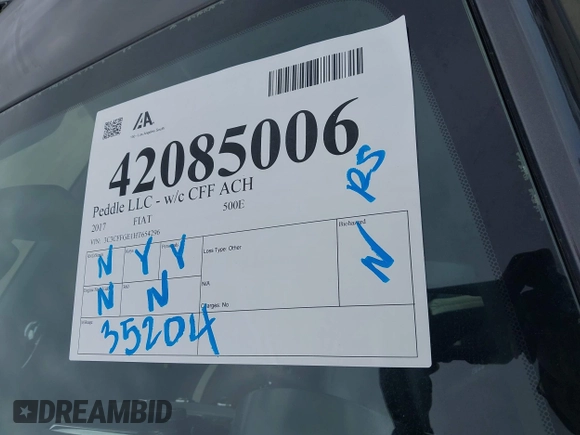 IAA
42085006
Peddle LLC - w/c CFF ACH
2017 FIAT 500E
RS
Loss Type: Other
N Y Y
N N
N/A
N
Charges: No
35204
DREAMBID